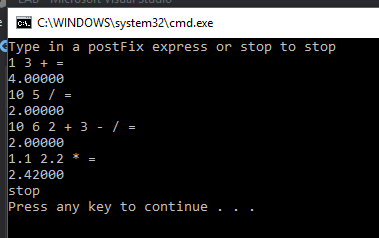 C:\WINDOWS\system32\cmd.exe
Type in a postFix express or stop to stop
1 3 + =
4.00000
10 5 / =
2.00000
10 6 2 + 3 - / =
2.00000
1.1 2.2 * =
2.42000
stop
Press any key to continue . . .